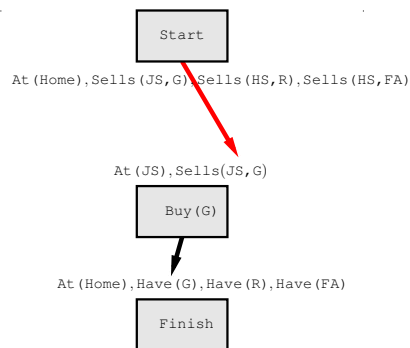 Start
At(Home),Sells(JS,G),Sells(HS,R),Sells(HS,FA)
At(JS),Sells(JS,G)
Buy(G)
At(Home),Have(G),Have(R),Have(FA)
Finish